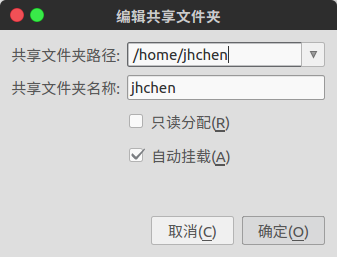 编辑共享文件夹
共享文件夹路径: /home/jhchen
共享文件夹名称: jhchen
只读分配(R)
自动挂载(A)
取消(C) 确定(O)